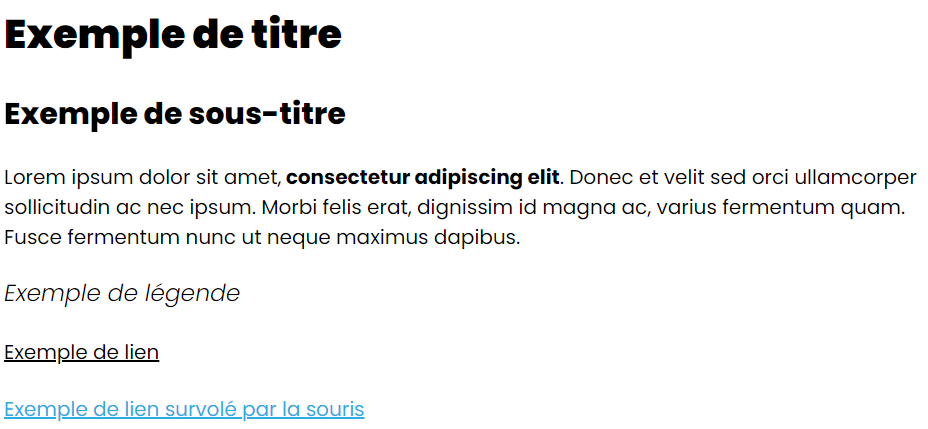 Exemple de titre
Exemple de sous-titre
Lorem ipsum dolor sit amet, consectetur adipiscing elit. Donec et velit sed orci ullamcorper
sollicitudin ac nec ipsum. Morbi felis erat, dignissim id magna ac, varius fermentum quam.
Fusce fermentum nunc ut neque maximus dapibus.
Exemple de légende
Exemple de lien
Exemple de lien survolé par la souris